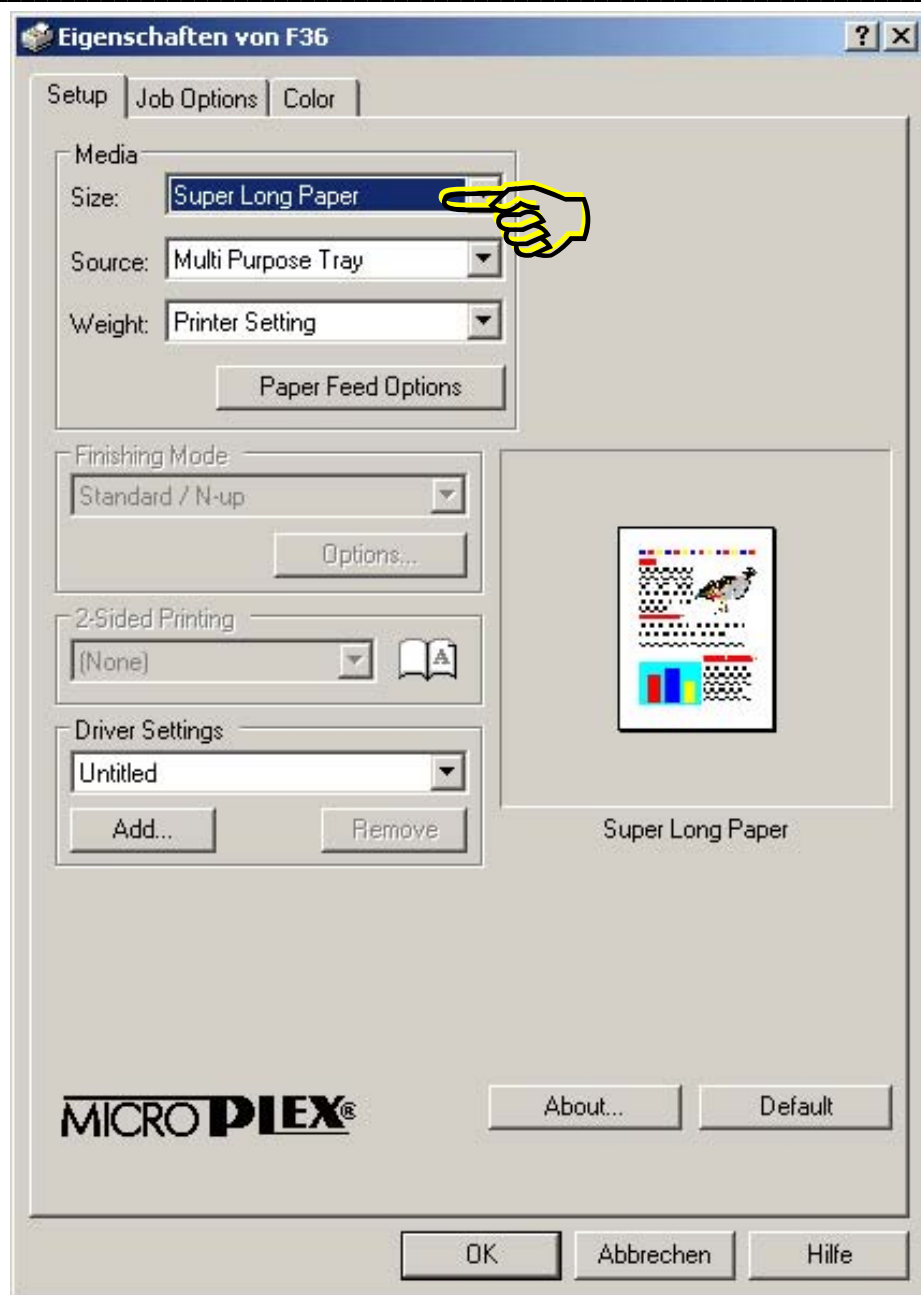 Eigenschaften von F36
Setup Job Options Color
Media
Size: Super Long Paper
Source: Multi Purpose Tray
Weight: Printer Setting
Paper Feed Options
Finishing Mode
Standard / N-up
Options...
2-Sided Printing
(None)
A
Driver Settings
Untitled
Add... Remove
Super Long Paper
MICROPLEX®
About... Default
OK Abbrechen Hilfe